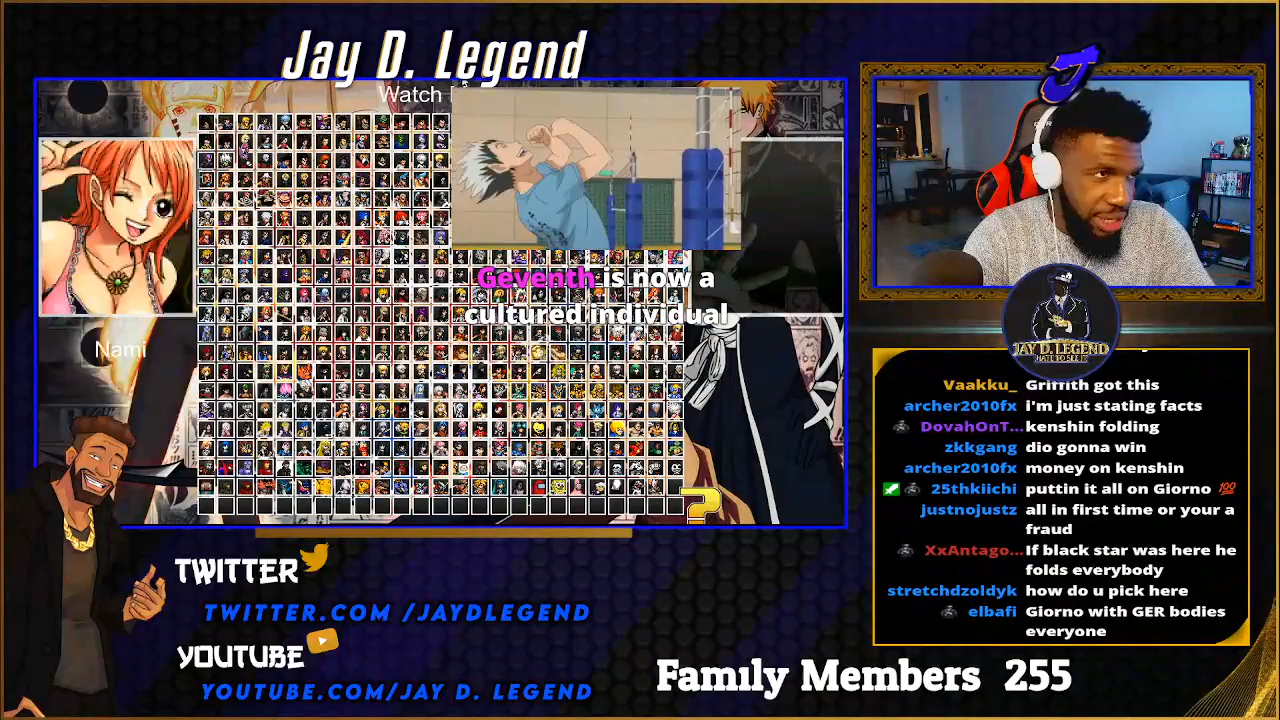 Jay D. Legend
Watch
Geventh is now a
cultured individual
Nami
?
JAY D. LEGEND
HATE TO SEE IT
Vaakku_ Griffith got this
archer2010fx i'm just stating facts
DovahOnT... kenshin folding
zkkgang dio gonna win
archer2010fx money on kenshin
25thkiichi puttin it all on Giorno 💯
justnojustz all in first time or your a
fraud
XxAntago... If black star was here he
folds everybody
stretchdzoldyk how do u pick here
elbafi Giorno with GER bodies
everyone
TWITTER
TWITTER.COM /JAYDLEGEND
YOUTUBE
YOUTUBE.COM/JAY D. LEGEND
Family Members 255